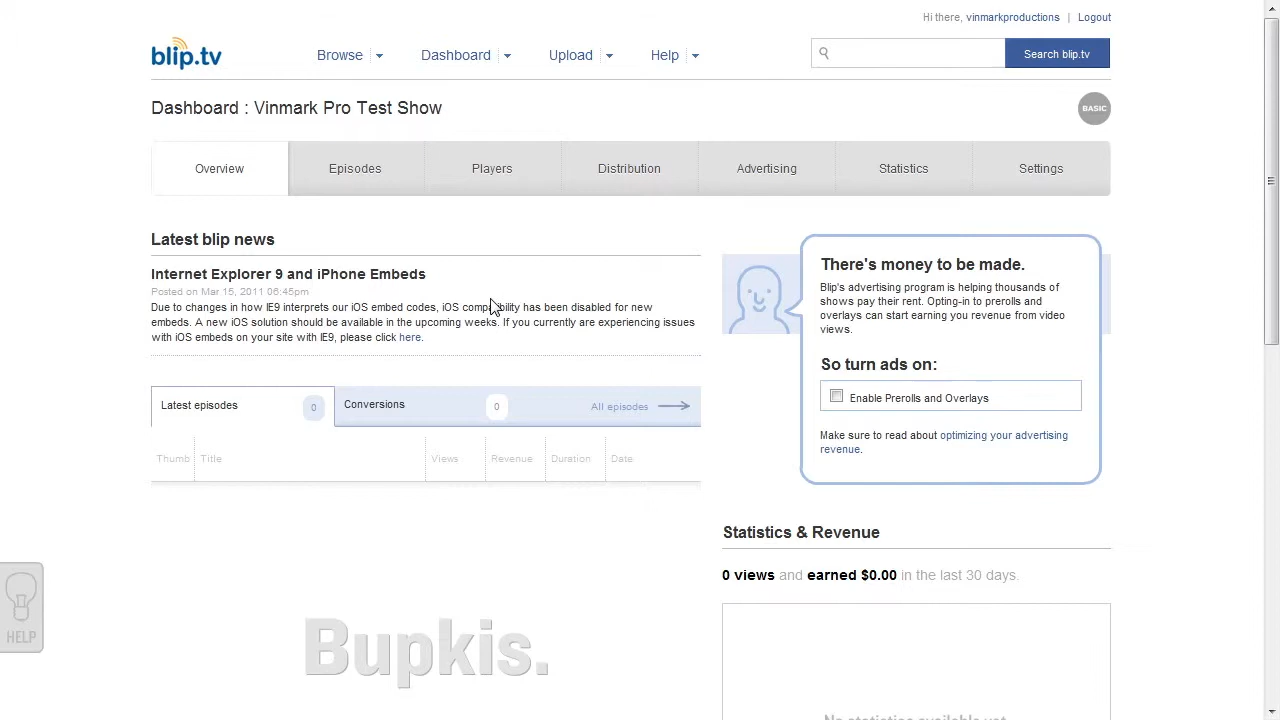 Hi there, vinmarkproductions | Logout
blip.tv
Browse
Dashboard
Upload
Help
Search blip.tv
Dashboard : Vinmark Pro Test Show
BASIC
Overview
Episodes
Players
Distribution
Advertising
Statistics
Settings
Latest blip news
Internet Explorer 9 and iPhone Embeds
Posted on Mar 15, 2011 06:45pm
Due to changes in how IE9 interprets our iOS embed codes, iOS compatibility has been disabled for new
embeds. A new iOS solution should be available in the upcoming weeks. If you currently are experiencing issues
with iOS embeds on your site with IE9, please click here.
Latest episodes 0
Conversions 0
All episodes
Thumb Title Views Revenue Duration Date
Bupkis.
There's money to be made.
Blip's advertising program is helping thousands of
shows pay their rent. Opting-in to prerolls and
overlays can start earning you revenue from video
views.
So turn ads on:
Enable Prerolls and Overlays
Make sure to read about optimizing your advertising
revenue.
Statistics & Revenue
0 views and earned $0.00 in the last 30 days.
No statistics available yet
HELP